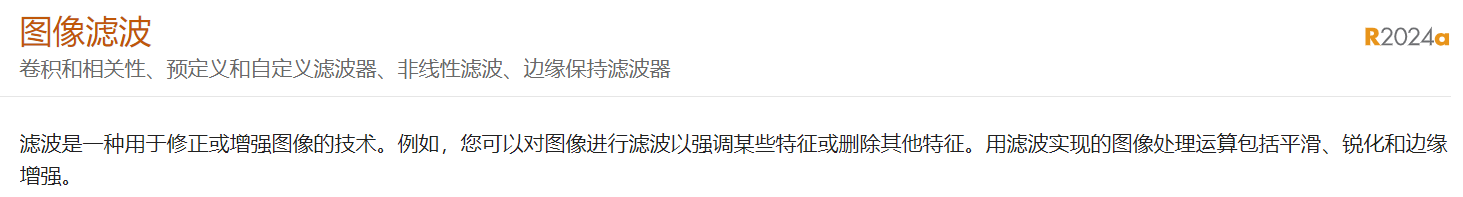 图像滤波
R2024a
卷积和相关性、预定义和自定义滤波器、非线性滤波、边缘保持滤波器
滤波是一种用于修正或增强图像的技术。例如，您可以对图像进行滤波以强调某些特征或删除其他特征。用滤波实现的图像处理运算包括平滑、锐化和边缘
增强。